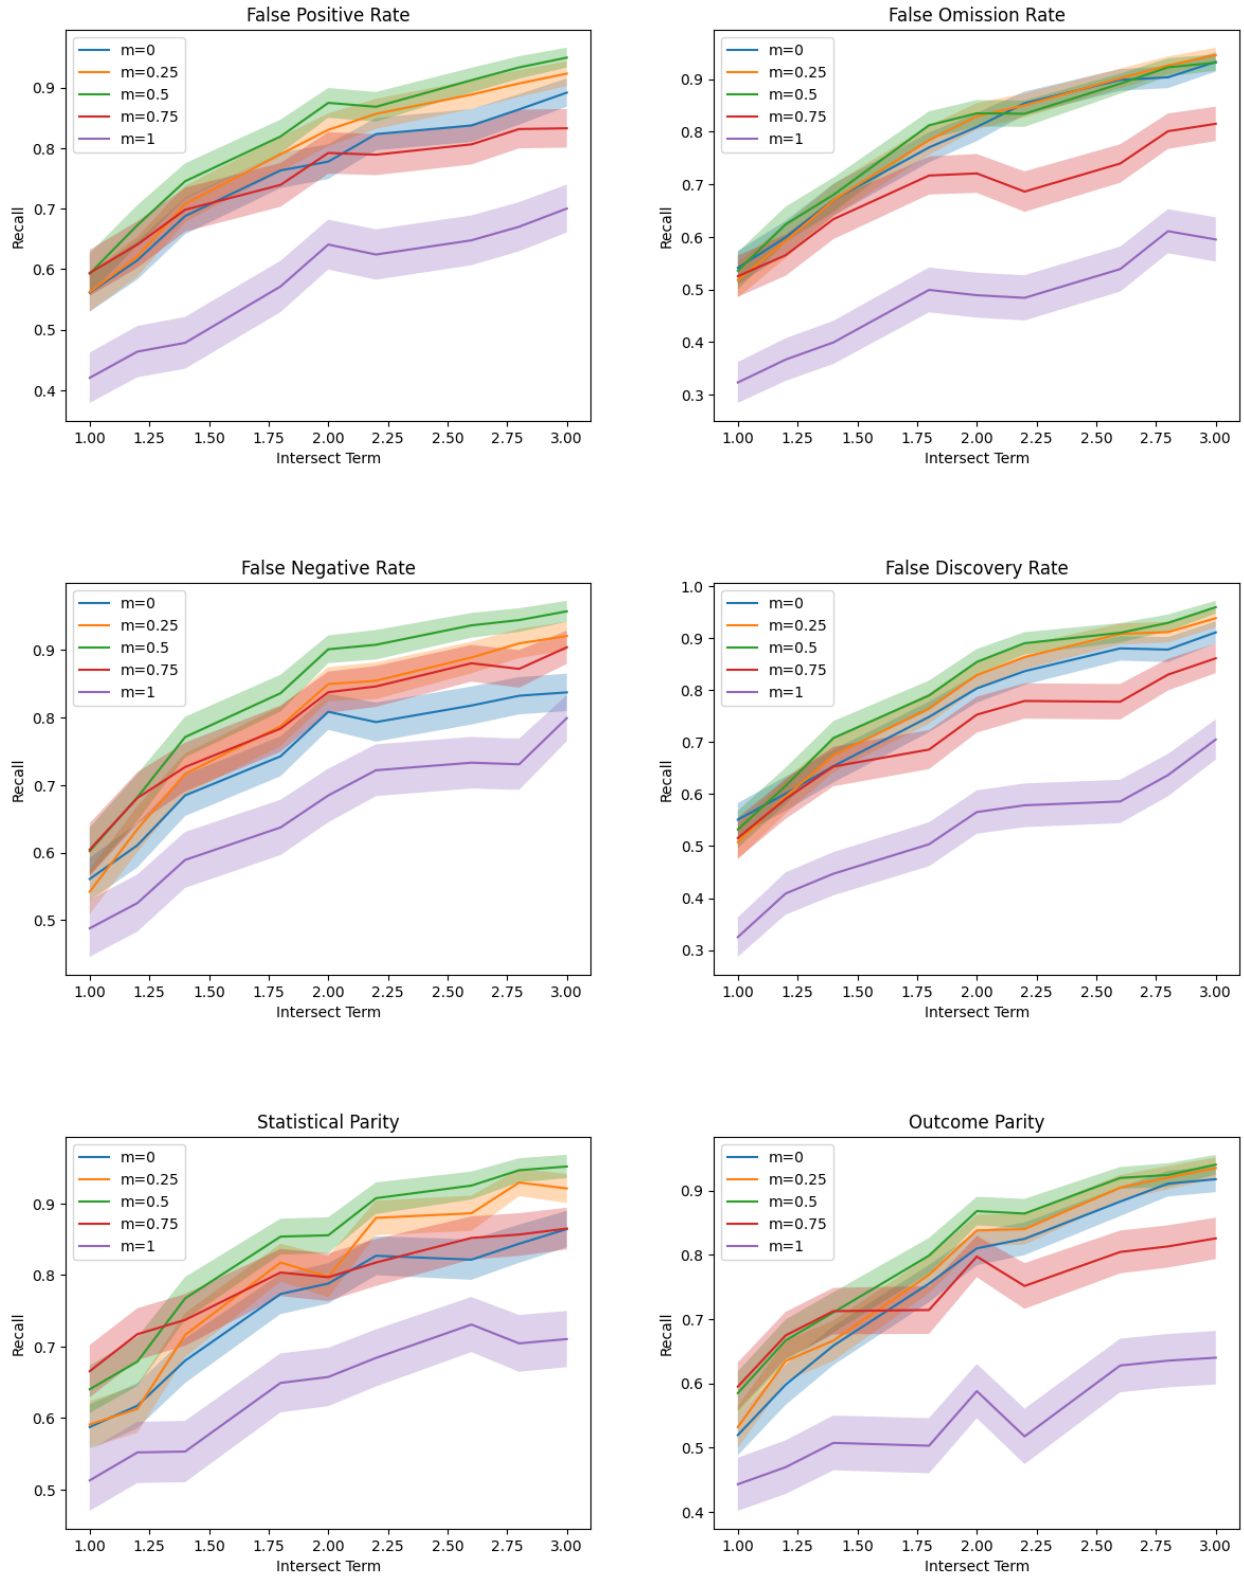 False Positive Rate
m=0
m=0.25
m=0.5
m=0.75
m=1
0.9
0.8
0.7
0.6
0.5
0.4
Recall
1.00 1.25 1.50 1.75 2.00 2.25 2.50 2.75 3.00
Intersect Term
False Omission Rate
m=0
m=0.25
m=0.5
m=0.75
m=1
0.9
0.8
0.7
0.6
0.5
0.4
0.3
Recall
1.00 1.25 1.50 1.75 2.00 2.25 2.50 2.75 3.00
Intersect Term
False Negative Rate
m=0
m=0.25
m=0.5
m=0.75
m=1
0.9
0.8
0.7
0.6
0.5
Recall
1.00 1.25 1.50 1.75 2.00 2.25 2.50 2.75 3.00
Intersect Term
False Discovery Rate
m=0
m=0.25
m=0.5
m=0.75
m=1
1.0
0.9
0.8
0.7
0.6
0.5
0.4
0.3
Recall
1.00 1.25 1.50 1.75 2.00 2.25 2.50 2.75 3.00
Intersect Term
Statistical Parity
m=0
m=0.25
m=0.5
m=0.75
m=1
0.9
0.8
0.7
0.6
0.5
Recall
1.00 1.25 1.50 1.75 2.00 2.25 2.50 2.75 3.00
Intersect Term
Outcome Parity
m=0
m=0.25
m=0.5
m=0.75
m=1
0.9
0.8
0.7
0.6
0.5
0.4
Recall
1.00 1.25 1.50 1.75 2.00 2.25 2.50 2.75 3.00
Intersect Term